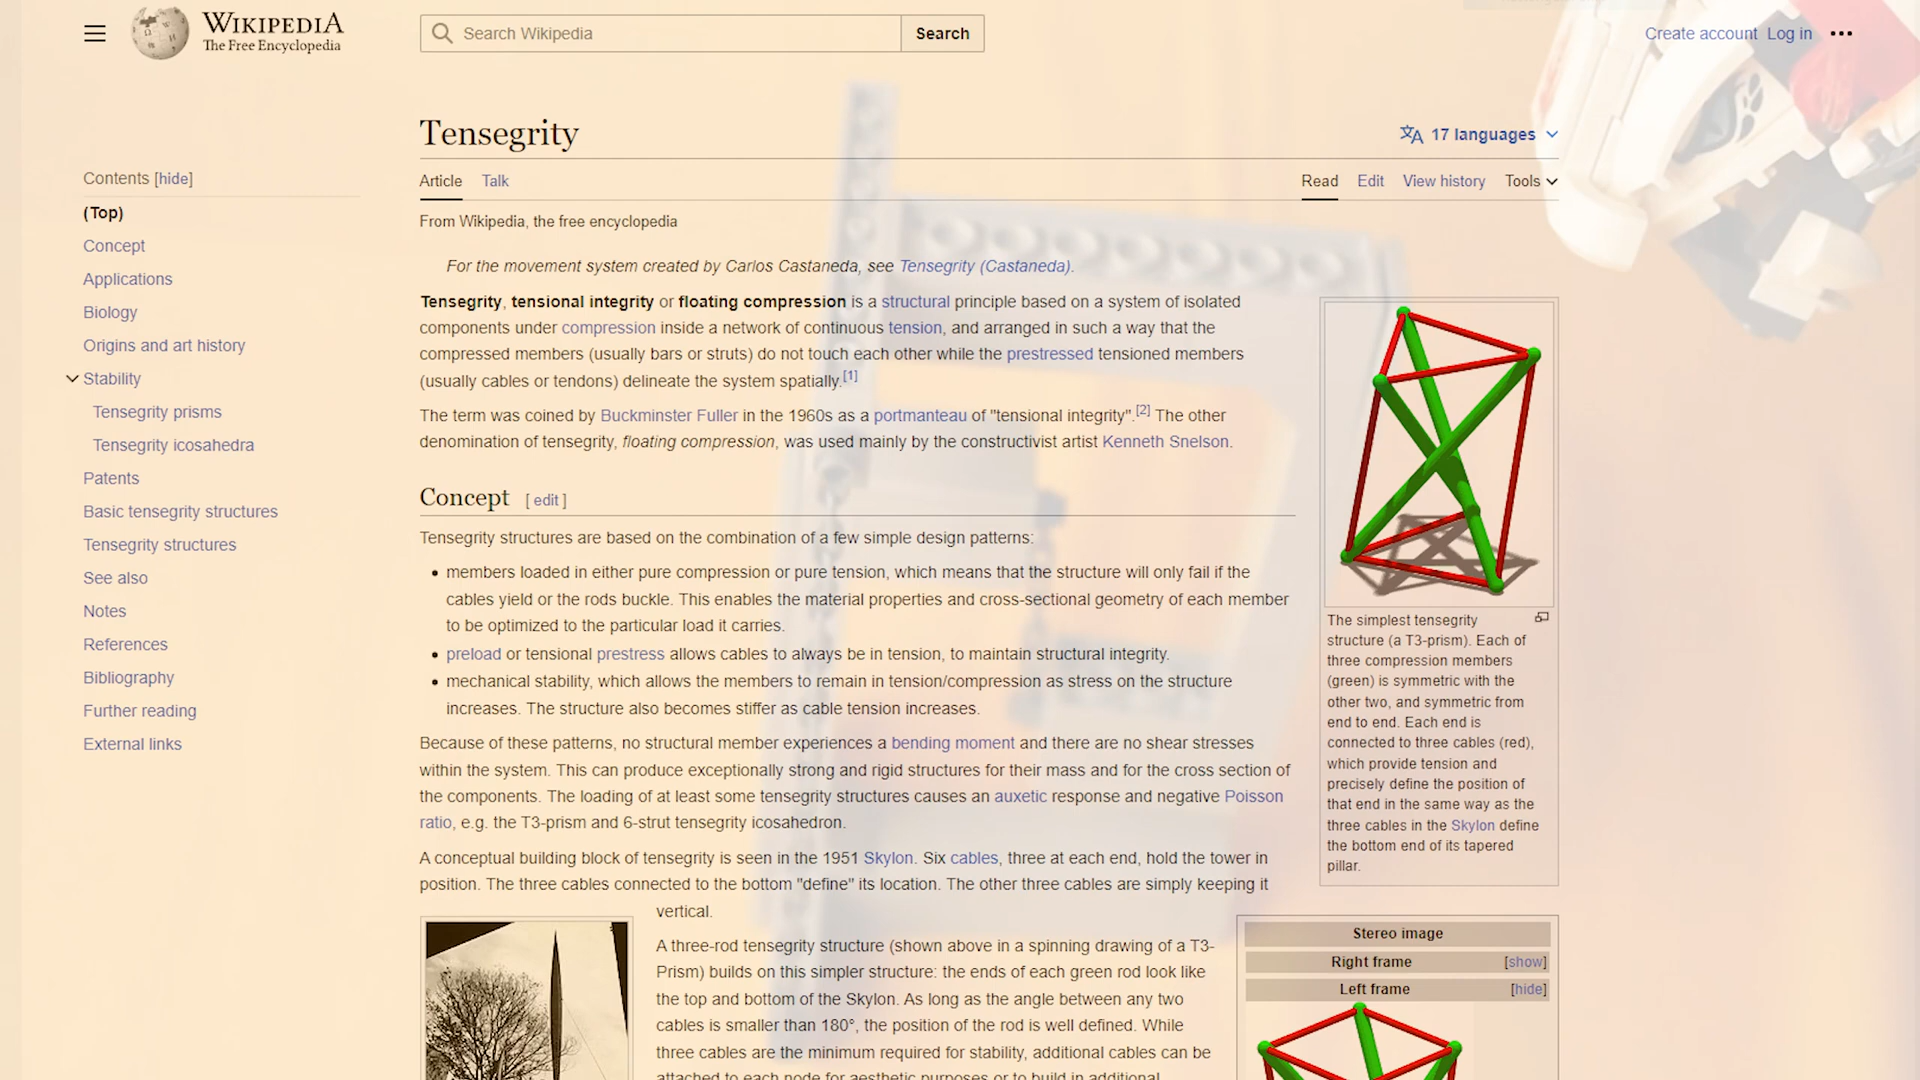 WIKIPEDIA
The Free Encyclopedia
Search Wikipedia
Search
Create account Log in
Tensegrity
17 languages
Article Talk
Read Edit View history Tools
From Wikipedia, the free encyclopedia
Contents [hide]
(Top)
Concept
Applications
Biology
Origins and art history
Stability
Tensegrity prisms
Tensegrity icosahedra
Patents
Basic tensegrity structures
Tensegrity structures
See also
Notes
References
Bibliography
Further reading
External links
For the movement system created by Carlos Castaneda, see Tensegrity (Castaneda).
Tensegrity, tensional integrity or floating compression is a structural principle based on a system of isolated
components under compression inside a network of continuous tension, and arranged in such a way that the
compressed members (usually bars or struts) do not touch each other while the prestressed tensioned members
(usually cables or tendons) delineate the system spatially.[1]
The term was coined by Buckminster Fuller in the 1960s as a portmanteau of "tensional integrity".[2] The other
denomination of tensegrity, floating compression, was used mainly by the constructivist artist Kenneth Snelson.
Concept [ edit ]
Tensegrity structures are based on the combination of a few simple design patterns:
• members loaded in either pure compression or pure tension, which means that the structure will only fail if the
cables yield or the rods buckle. This enables the material properties and cross-sectional geometry of each member
to be optimized to the particular load it carries.
• preload or tensional prestress allows cables to always be in tension, to maintain structural integrity.
• mechanical stability, which allows the members to remain in tension/compression as stress on the structure
increases. The structure also becomes stiffer as cable tension increases.
Because of these patterns, no structural member experiences a bending moment and there are no shear stresses
within the system. This can produce exceptionally strong and rigid structures for their mass and for the cross section of
the components. The loading of at least some tensegrity structures causes an auxetic response and negative Poisson
ratio, e.g. the T3-prism and 6-strut tensegrity icosahedron.
A conceptual building block of tensegrity is seen in the 1951 Skylon. Six cables, three at each end, hold the tower in
position. The three cables connected to the bottom "define" its location. The other three cables are simply keeping it
vertical.
A three-rod tensegrity structure (shown above in a spinning drawing of a T3-
Prism) builds on this simpler structure: the ends of each green rod look like
the top and bottom of the Skylon. As long as the angle between any two
cables is smaller than 180°, the position of the rod is well defined. While
three cables are the minimum required for stability, additional cables can be
attached to each node for aesthetic purposes or to build in additional
The simplest tensegrity
structure (a T3-prism). Each of
three compression members
(green) is symmetric with the
other two, and symmetric from
end to end. Each end is
connected to three cables (red),
which provide tension and
precisely define the position of
that end in the same way as the
three cables in the Skylon define
the bottom end of its tapered
pillar.
Stereo image
Right frame [show]
Left frame [hide]